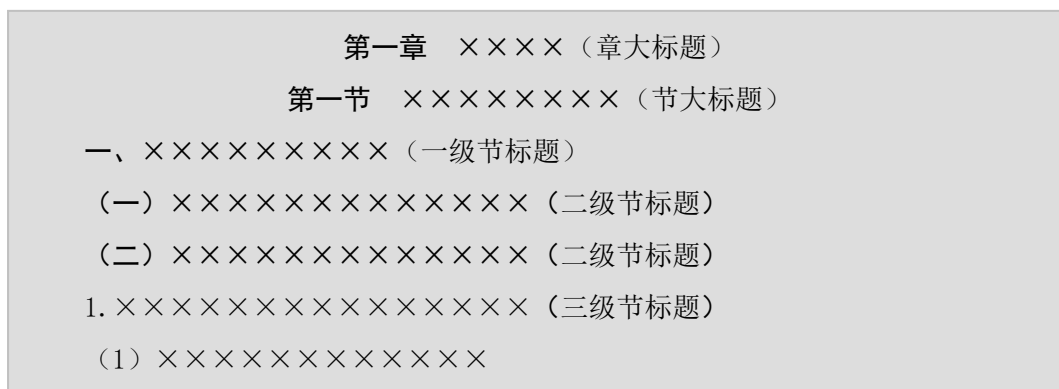 第一章　××××（章大标题）
第一节　××××××××（节大标题）
一、×××××××××（一级节标题）
（一）×××××××××××××（二级节标题）
（二）×××××××××××××（二级节标题）
1.×××××××××××××××（三级节标题）
（1）××××××××××××